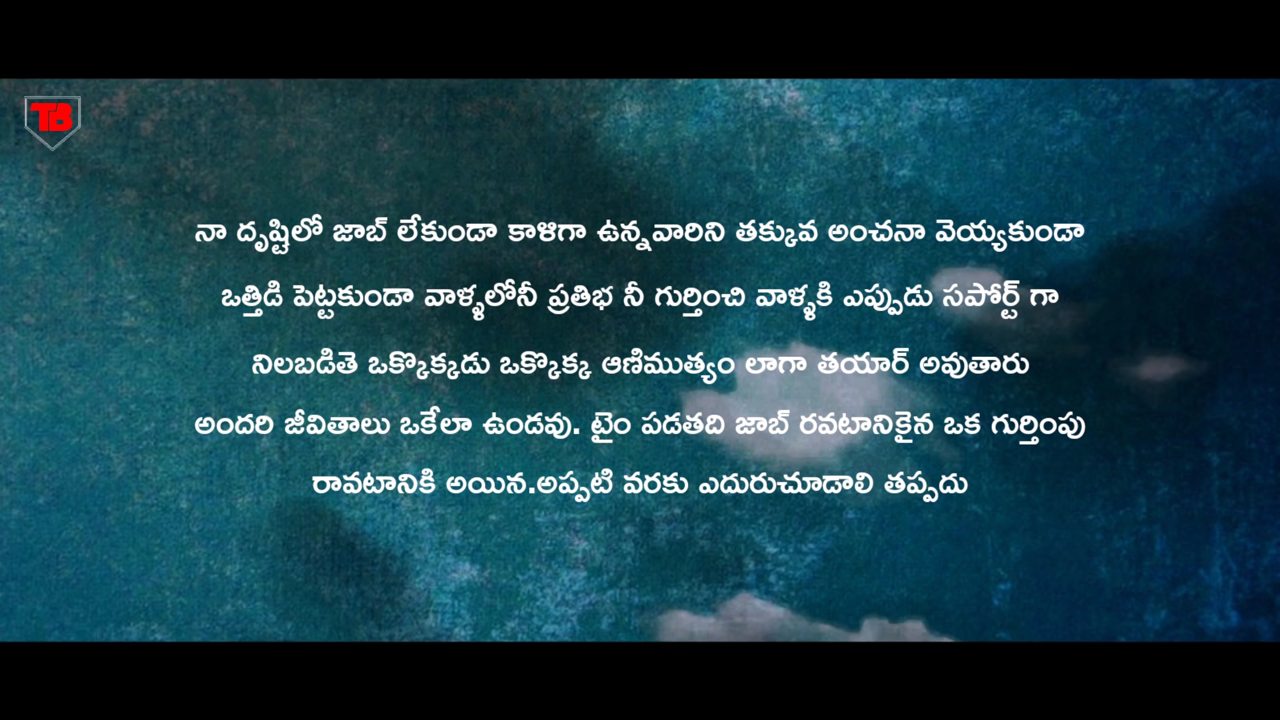 TB
నా దృష్టిలో జాబ్ లేకుండా కాళిగా ఉన్నవారిని తక్కువ అంచనా వెయ్యకుండా
ఒత్తిడి పెట్టకుండా వాళ్ళలోనీ ప్రతిభ నీ గుర్తించి వాళ్ళకి ఎప్పుడు సపోర్ట్ గా
నిలబడితె ఒక్కొక్కడు ఒక్కొక్క ఆణిముత్యం లాగా తయార్ అవుతారు
అందరి జీవితాలు ఒకేలా ఉండవు. టైం పడతది జాబ్ రవటానికైన ఒక గుర్తింపు
రావటానికి అయిన.అప్పటి వరకు ఎదురుచూడాలి తప్పదు